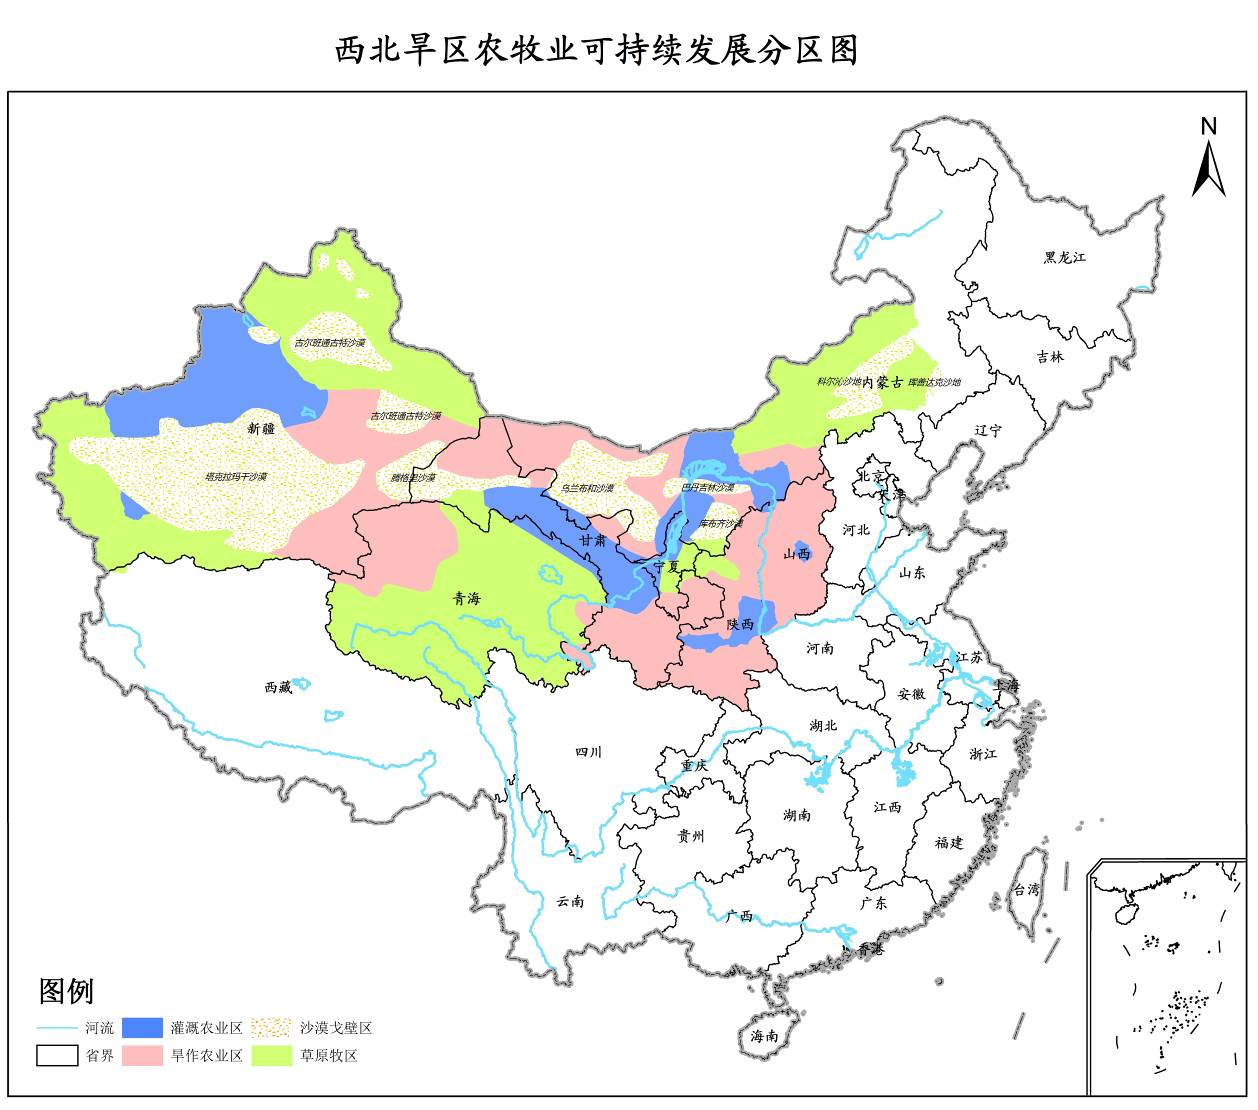 西北旱区农牧业可持续发展分区图
N
黑龙江
吉林
古尔班通古特沙漠
科尔沁沙地
内蒙古
珲善达克沙地
古尔班通古特沙漠
新疆
辽宁
塔克拉玛干沙漠
腾格里沙漠
乌兰布和沙漠
巴丹吉林沙漠
北京
天津
库布齐沙漠
河北
甘肃
山西
宁夏
山东
青海
陕西
河南
江苏
西藏
上海
安徽
湖北
四川
浙江
重庆
湖南
江西
贵州
福建
台湾
云南
广东
广西
香港
海南
图例
河流
灌溉农业区
沙漠戈壁区
省界
旱作农业区
草原牧区